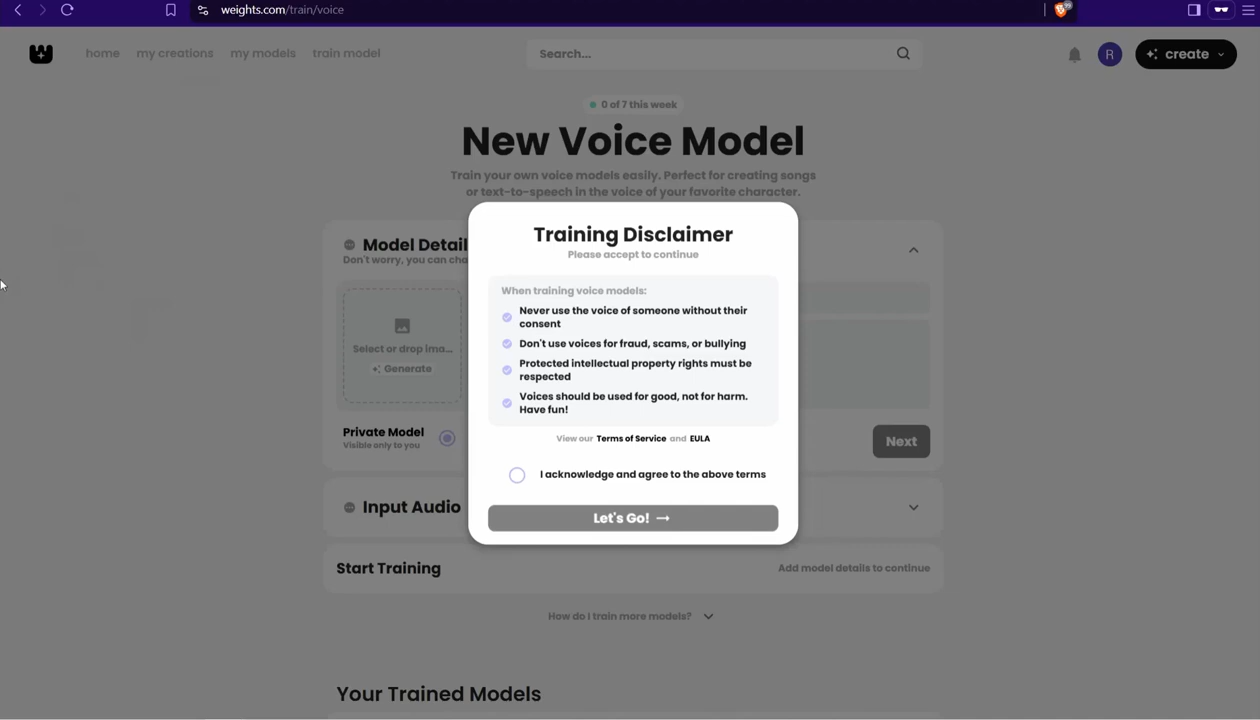 weights.com/train/voice
home my creations my models train model
Search...
R
create
0 of 7 this week
New Voice Model
Train your own voice models easily. Perfect for creating songs
or text-to-speech in the voice of your favorite character.
Model Detail
Don't worry, you can cha
Select or drop ima...
Generate
Private Model
Visible only to you
Next
Training Disclaimer
Please accept to continue
When training voice models:
Never use the voice of someone without their
consent
Don't use voices for fraud, scams, or bullying
Protected intellectual property rights must be
respected
Voices should be used for good, not for harm.
Have fun!
View our Terms of Service and EULA
I acknowledge and agree to the above terms
Let's Go! →
Input Audio
Start Training
Add model details to continue
How do I train more models?
Your Trained Models